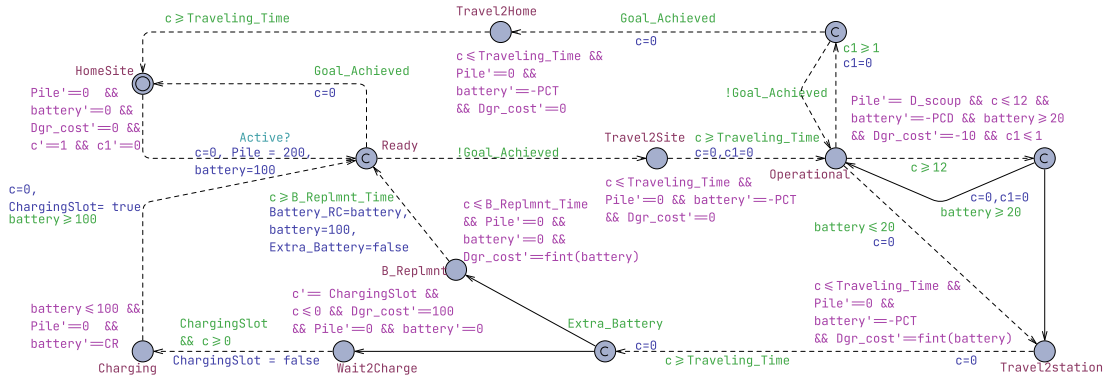 Travel2Home
c≥Traveling_Time
Goal_Achieved
c=0
C
c1≥1
c1=0
c≤Traveling_Time &&
Pile'==0 &&
battery'==-PCT
&& Dgr_cost'==0
HomeSite
Goal_Achieved
c=0
Pile'==0 &&
battery'==0 &&
Dgr_cost'==0 &&
c'==1 && c1'==0
!Goal_Achieved
Pile'== D_scoup && c≤12 &&
battery'==-PCD && battery≥20
&& Dgr_cost'==-10 && c1≤1
Active?
c=0, Pile = 200,
battery=100
C
Ready
!Goal_Achieved
Travel2Site
c≥Traveling_Time
c=0,c1=0
Operational
c≥12
C
c=0,c1=0
battery≥20
c≤Traveling_Time &&
Pile'==0 && battery'==-PCT
&& Dgr_cost'==0
c=0,
ChargingSlot= true
battery≥100
c≥B_Replmnt_Time
Battery_RC=battery,
battery=100,
Extra_Battery=false
c≤B_Replmnt_Time
&& Pile'==0 &&
battery'==0 &&
Dgr_cost'==fint(battery)
B_Replmnt
battery≤20
c=0
c≤Traveling_Time &&
Pile'==0 &&
battery'==-PCT
&& Dgr_cost'==fint(battery)
c'== ChargingSlot &&
c≤0 && Dgr_cost'==100
&& Pile'==0 && battery'==0
battery≤100 &&
Pile'==0 &&
battery'==CR
Charging
ChargingSlot
&& c≥0
ChargingSlot = false
Wait2Charge
Extra_Battery
C
c=0
c≥Traveling_Time
c=0
Travel2station